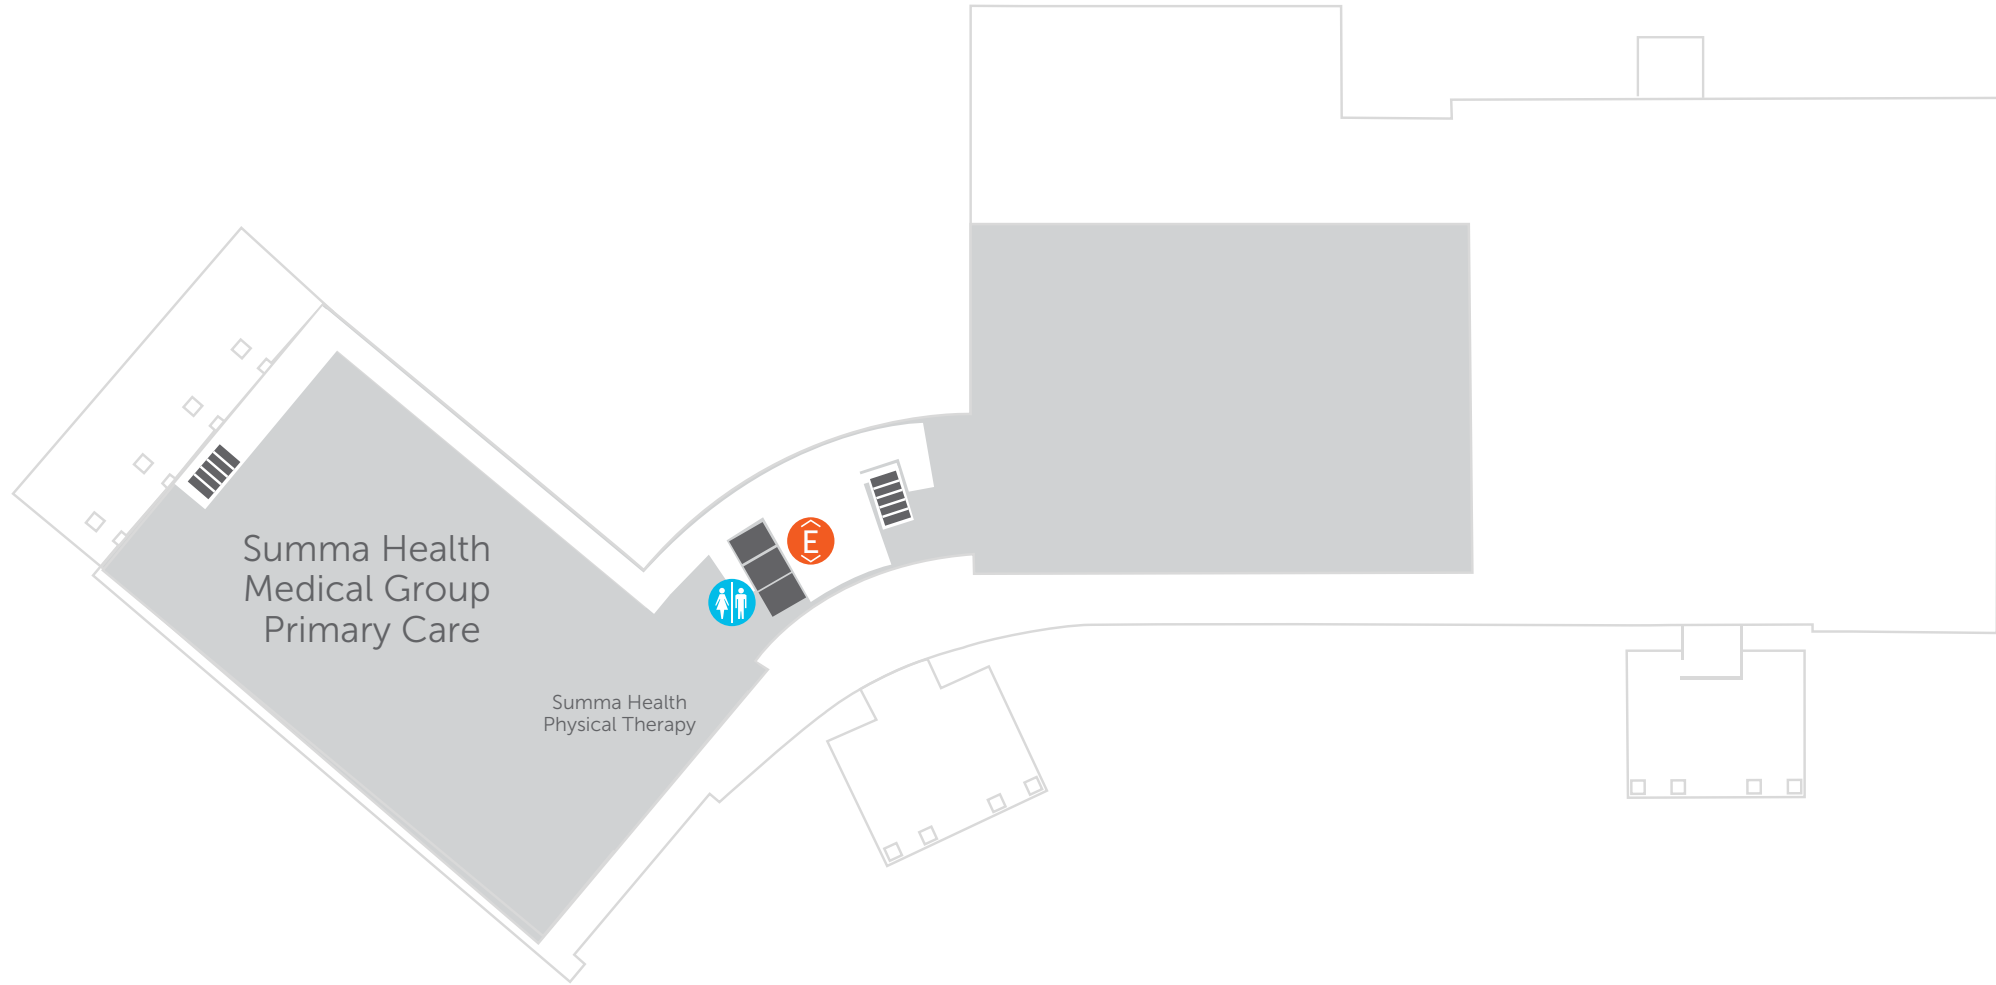 E
Summa Health
Medical Group
Primary Care
Summa Health
Physical Therapy